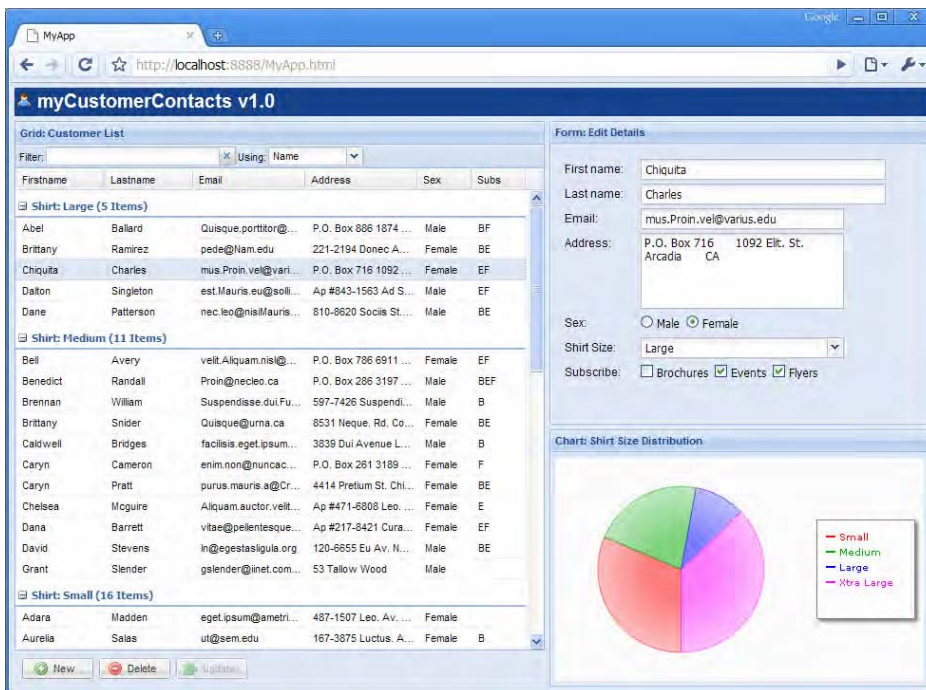 Google
MyApp
http://localhost:8888/MyApp.html
myCustomerContacts v1.0
Grid: Customer List
Filter: Using: Name
Firstname Lastname Email Address Sex Subs
Shirt: Large (5 Items)
Abel Ballard Quisque.porttitor@... P.O. Box 886 1874 ... Male BF
Brittany Ramirez pede@Nam.edu 221-2194 Donec A... Female BE
Chiquita Charles mus.Proin.vel@vari... P.O. Box 716 1092 ... Female EF
Dalton Singleton est.Mauris.eu@solli... Ap #843-1563 Ad S... Male EF
Dane Patterson nec.leo@nisiMauris... 810-8620 Sociis St.... Male BE
Shirt: Medium (11 Items)
Bell Avery velit.Aliquam.nisl@... P.O. Box 786 6911 ... Female EF
Benedict Randall Proin@necleo.ca P.O. Box 286 3197 ... Male BEF
Brennan William Suspendisse.dui.Fu... 597-7426 Suspendi... Male B
Brittany Snider Quisque@urna.ca 8531 Neque. Rd. Co... Female BE
Caldwell Bridges facilisis.eget.ipsum... 3839 Dui Avenue L... Male B
Caryn Cameron enim.non@nuncac... P.O. Box 261 3189 ... Female F
Caryn Pratt purus.mauris.a@Cr... 4414 Pretium St. Chi... Female BE
Chelsea Mcguire Aliquam.auctor.velit... Ap #471-6808 Leo. ... Female E
Dana Barrett vitae@pellentesque... Ap #217-8421 Cura... Female EF
David Stevens In@egestasligula.org 120-6655 Eu Av. N... Male BE
Grant Slender gslender@iinet.com... 53 Tallow Wood Male
Shirt: Small (16 Items)
Adara Madden eget.ipsum@ametri... 487-1507 Leo. Av. ... Female
Aurelia Salas ut@sem.edu 167-3875 Luctus. A... Female B
New Delete Update
Form: Edit Details
First name: Chiquita
Last name: Charles
Email: mus.Proin.vel@varius.edu
Address: P.O. Box 716 1092 Elit. St.
Arcadia CA
Sex: Male Female
Shirt Size: Large
Subscribe: Brochures Events Flyers
Chart: Shirt Size Distribution
Small
Medium
Large
Xtra Large